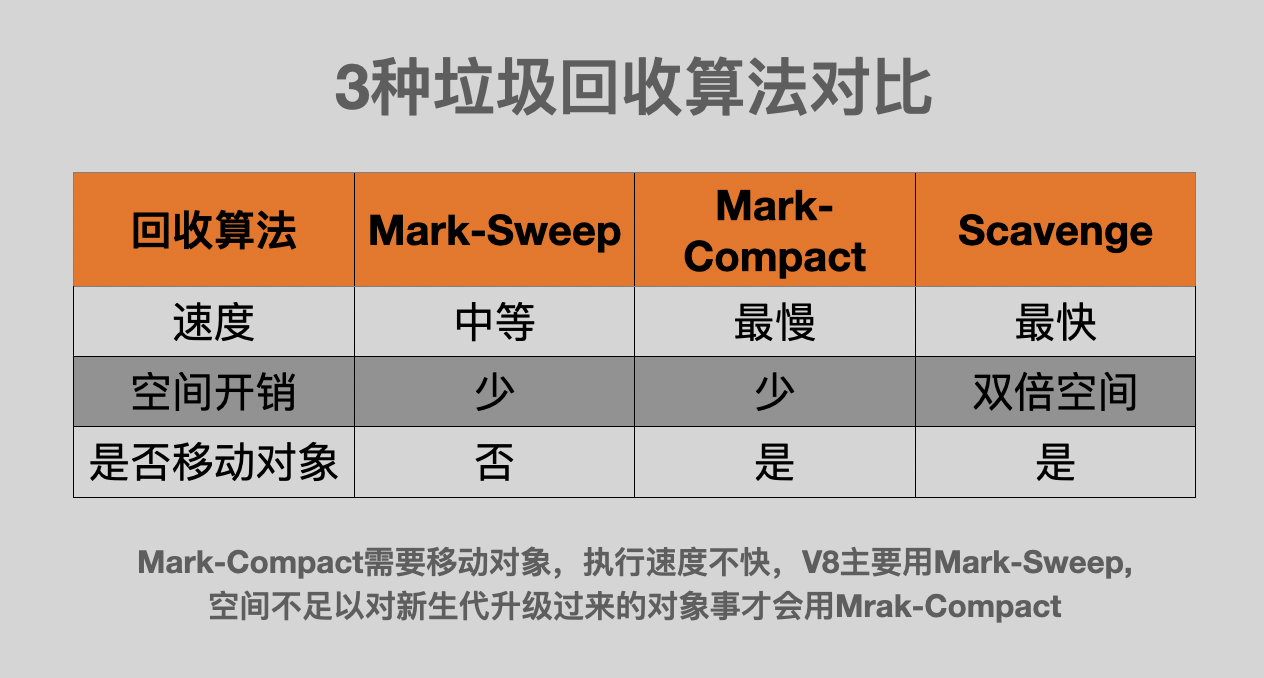 3种垃圾回收算法对比
回收算法 Mark-Sweep Mark-Compact Scavenge
速度 中等 最慢 最快
空间开销 少 少 双倍空间
是否移动对象 否 是 是
Mark-Compact需要移动对象，执行速度不快，V8主要用Mark-Sweep,
空间不足以对新生代升级过来的对象事才会用Mrak-Compact